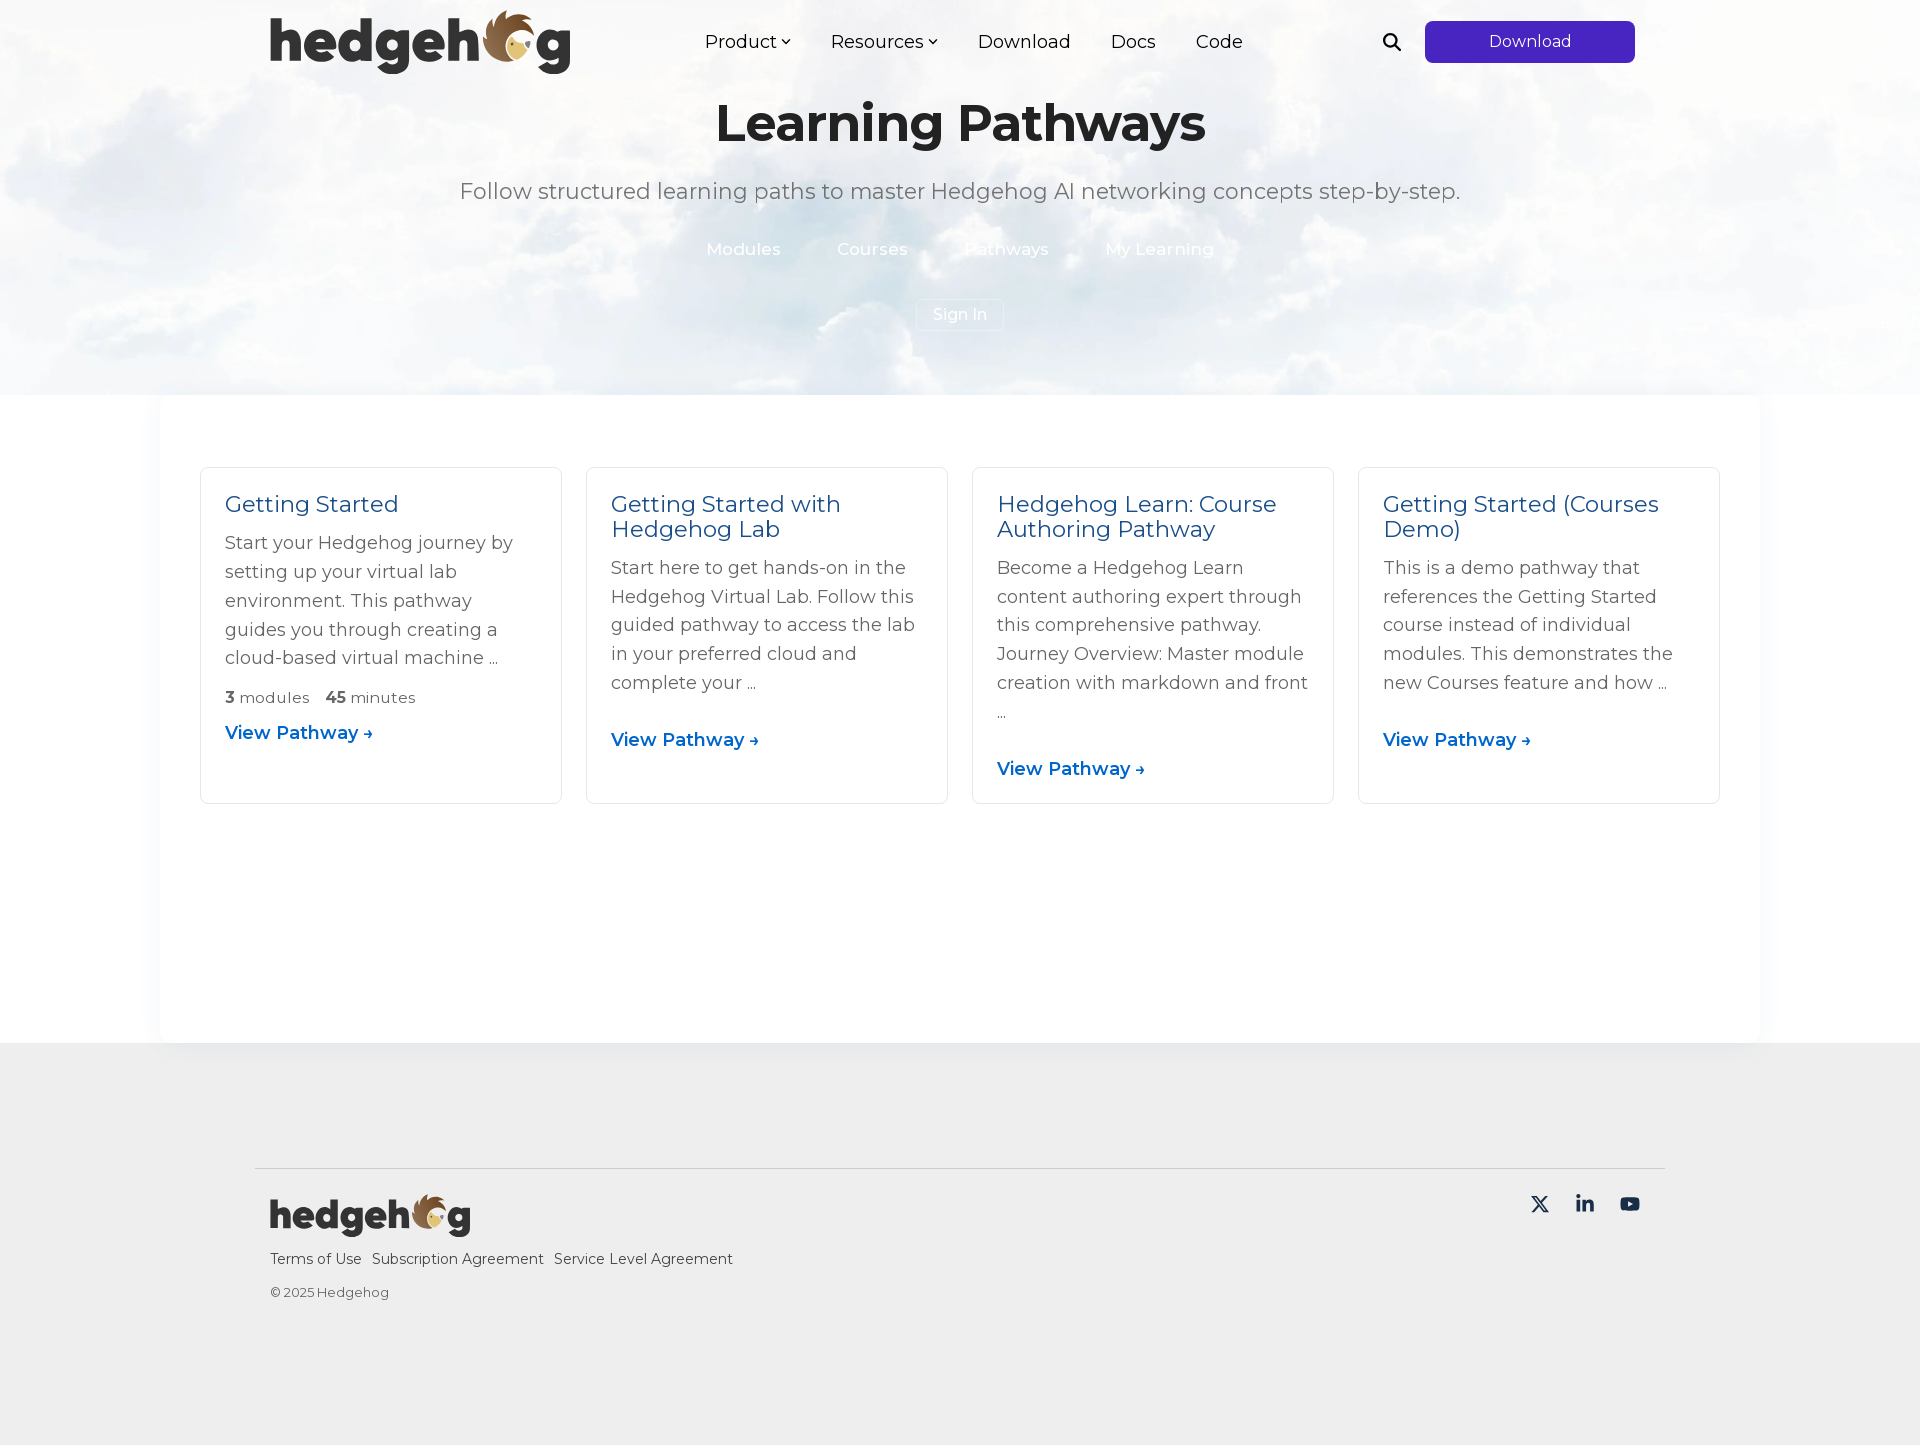 hedgehog
Product
Resources
Download
Docs
Code
Download
Learning Pathways
Follow structured learning paths to master Hedgehog AI networking concepts step-by-step.
Modules
Courses
Pathways
My Learning
Sign In
Getting Started
Start your Hedgehog journey by
setting up your virtual lab
environment. This pathway
guides you through creating a
cloud-based virtual machine ...
3 modules 45 minutes
View Pathway →
Getting Started with
Hedgehog Lab
Start here to get hands-on in the
Hedgehog Virtual Lab. Follow this
guided pathway to access the lab
in your preferred cloud and
complete your ...
View Pathway →
Hedgehog Learn: Course
Authoring Pathway
Become a Hedgehog Learn
content authoring expert through
this comprehensive pathway.
Journey Overview: Master module
creation with markdown and front
...
View Pathway →
Getting Started (Courses
Demo)
This is a demo pathway that
references the Getting Started
course instead of individual
modules. This demonstrates the
new Courses feature and how ...
View Pathway →
hedgehog
Terms of Use Subscription Agreement Service Level Agreement
© 2025 Hedgehog